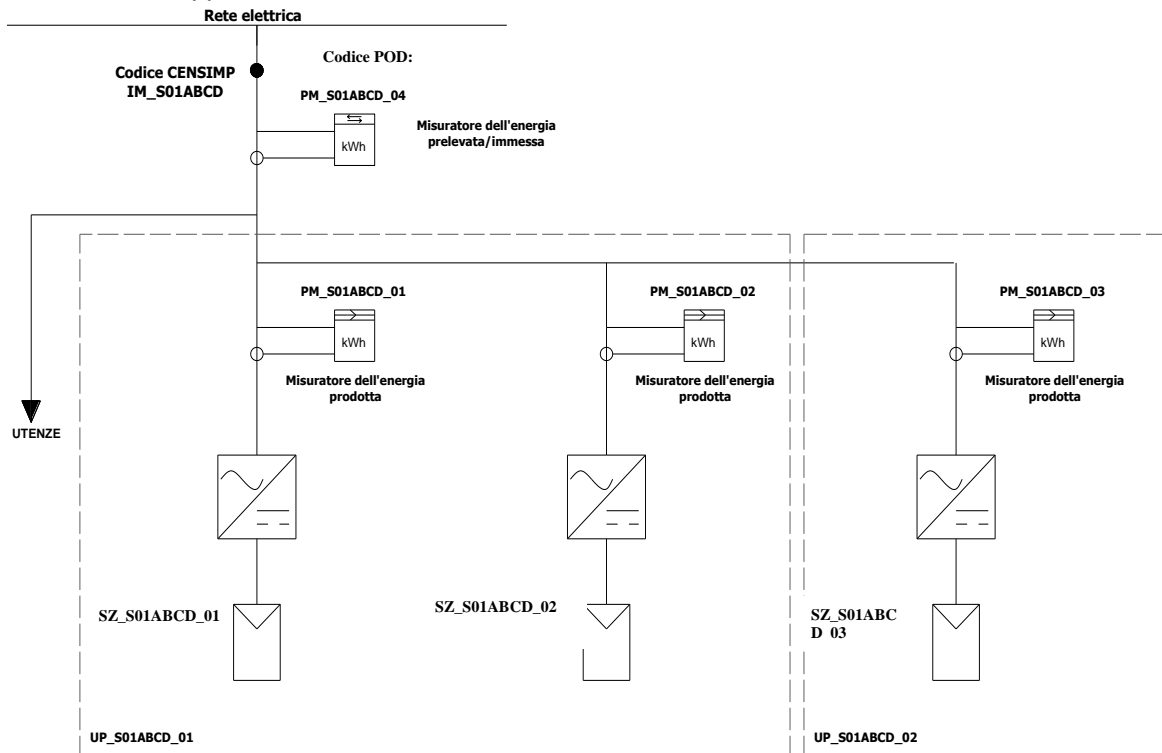 Rete elettrica
Codice POD:
Codice CENSIMP
IM_S01ABCD
PM_S01ABCD_04
Misuratore dell'energia
prelevata/immessa
kWh
PM_S01ABCD_01
PM_S01ABCD_02
PM_S01ABCD_03
kWh
kWh
kWh
Misuratore dell'energia
prodotta
Misuratore dell'energia
prodotta
Misuratore dell'energia
prodotta
UTENZE
SZ_S01ABCD_01
SZ_S01ABCD_02
SZ_S01ABC
D_03
UP_S01ABCD_01
UP_S01ABCD_02